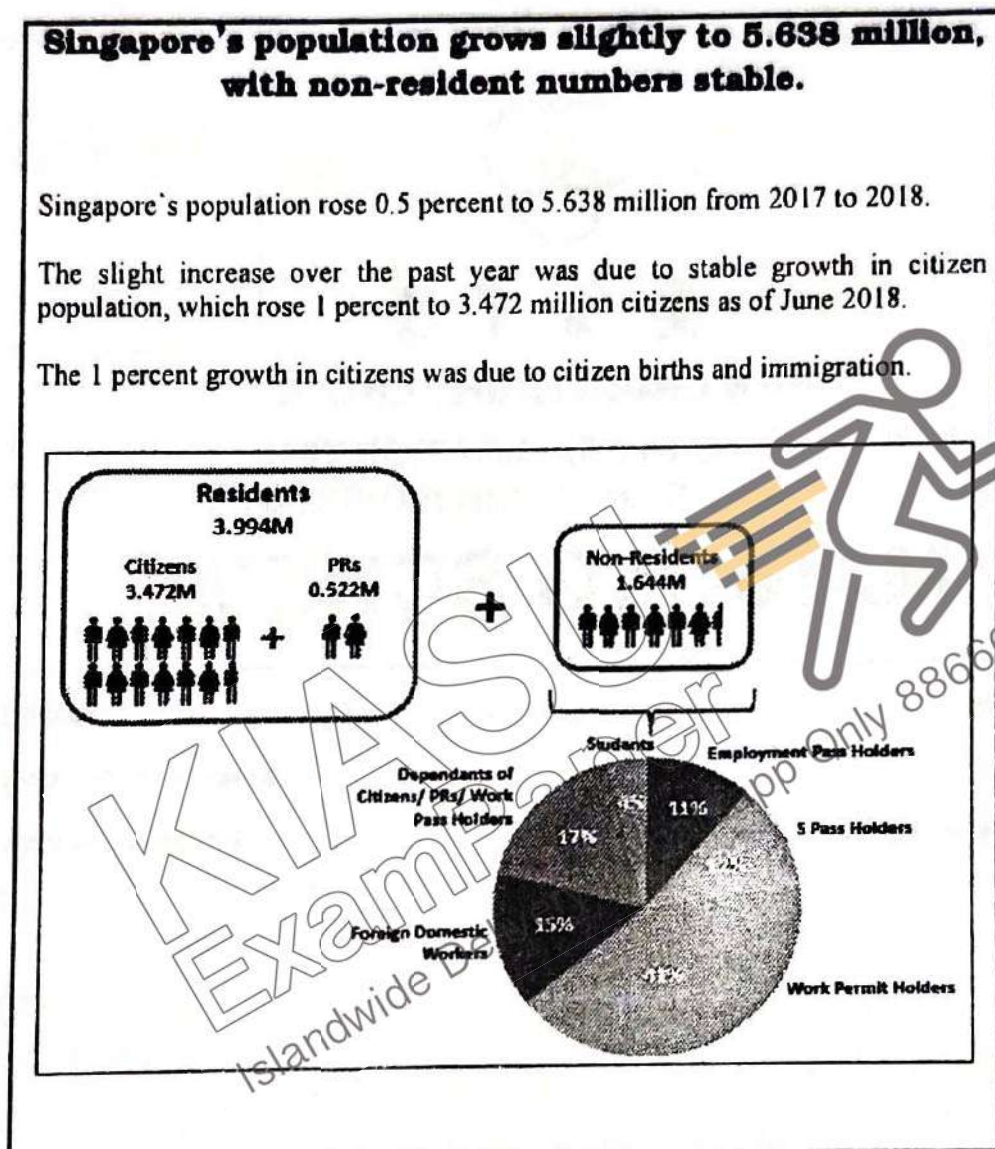 Singapore's population grows slightly to 5.638 million,
with non-resident numbers stable.
Singapore`s population rose 0.5 percent to 5.638 million from 2017 to 2018.
The slight increase over the past year was due to stable growth in citizen
population, which rose 1 percent to 3.472 million citizens as of June 2018.
The 1 percent growth in citizens was due to citizen births and immigration.
Residents
3.994M
Citizens
3.472M
PRs
0.522M
+
+
Non-Residents
1.644M
Students
Employment Pass Holders
Dependants of
Citizens/ PRs/ Work
Pass Holders
11%
S Pass Holders
17%
Foreign Domestic
Workers
15%
Work Permit Holders
KIASU
ExamPaper
Islandwide
Only 8866